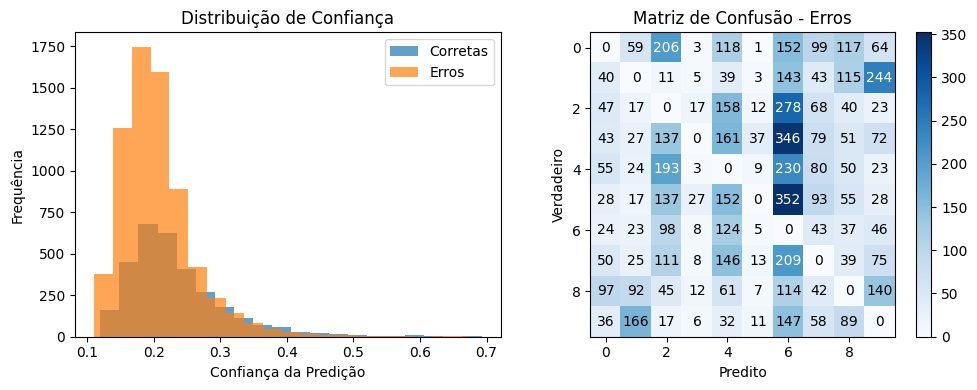 Distribuição de Confiança
Corretas
Erros
1750
1500
1250
1000
750
500
250
0
Frequência
0.1 0.2 0.3 0.4 0.5 0.6 0.7
Confiança da Predição
Matriz de Confusão - Erros
Verdadeiro
0 0 59 206 3 118 1 152 99 117 64
40 0 11 5 39 3 143 43 115 244
2 47 17 0 17 158 12 278 68 40 23
43 27 137 0 161 37 346 79 51 72
4 55 24 193 3 0 9 230 80 50 23
28 17 137 27 152 0 352 93 55 28
6 24 23 98 8 124 5 0 43 37 46
50 25 111 8 146 13 209 0 39 75
8 97 92 45 12 61 7 114 42 0 140
36 166 17 6 32 11 147 58 89 0
0 2 4 6 8
Predito
350
300
250
200
150
100
50
0